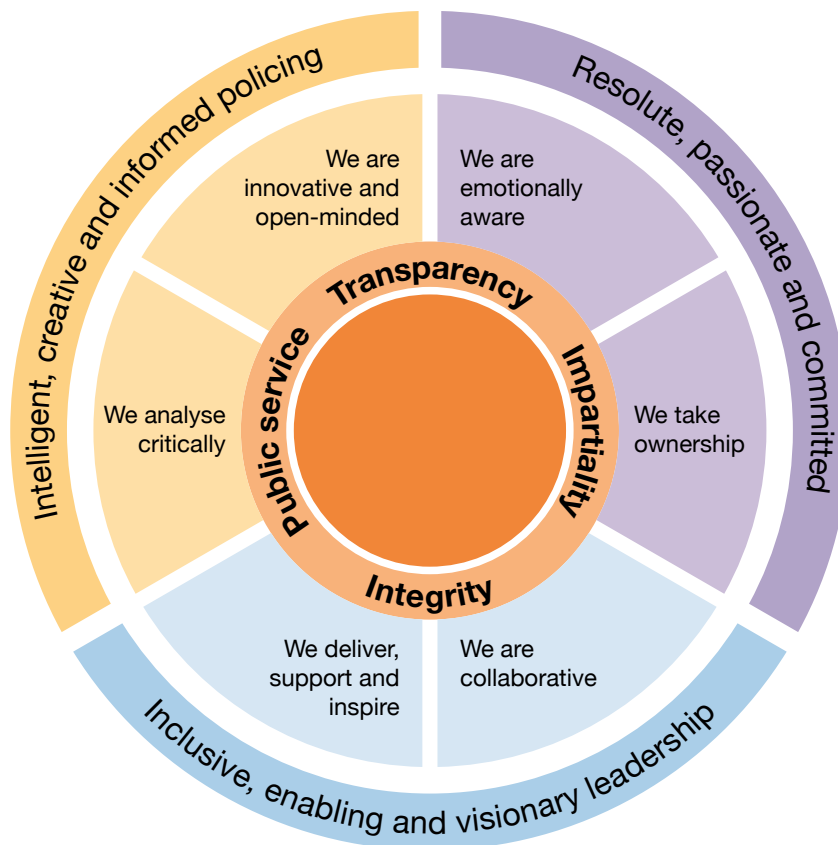 Intelligent, creative and informed policing
Resolute, passionate and committed
We are
innovative and
open-minded
We are
emotionally
aware
Transparency
Public service
Impartiality
Integrity
We analyse
critically
We take
ownership
We deliver,
support and
inspire
We are
collaborative
Inclusive, enabling and visionary leadership